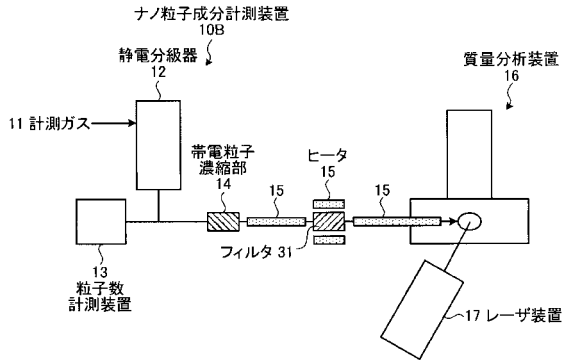 ナノ粒子成分計測装置
10B
静電分級器
12
質量分析装置
16
11 計測ガス
帯電粒子
濃縮部
14
ヒータ
15
15
15
フィルタ 31
13
粒子数
計測装置
17 レーザ装置